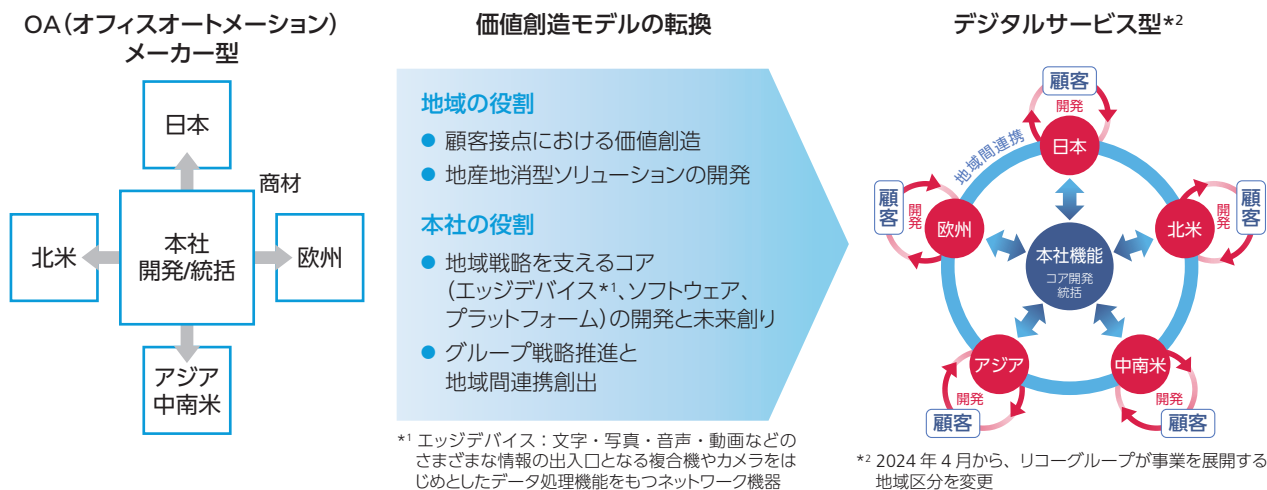 OA（オフィスオートメーション）
メーカー型
日本
商材
北米
本社
開発/統括
欧州
アジア
中南米
価値創造モデルの転換
地域の役割
● 顧客接点における価値創造
● 地産地消型ソリューションの開発
本社の役割
● 地域戦略を支えるコア
（エッジデバイス*1、ソフトウェア、
プラットフォーム）の開発と未来創り
● グループ戦略推進と
地域間連携創出
*1 エッジデバイス：文字・写真・音声・動画などの
さまざまな情報の出入口となる複合機やカメラをは
じめとしたデータ処理機能をもつネットワーク機器
デジタルサービス型*2
顧客
開発
日本
地域間連携
顧客
開発
欧州
北米
開発
顧客
本社機能
コア開発
統括
アジア
開発
顧客
中南米
開発
顧客
*2 2024年4月から、リコーグループが事業を展開する
地域区分を変更